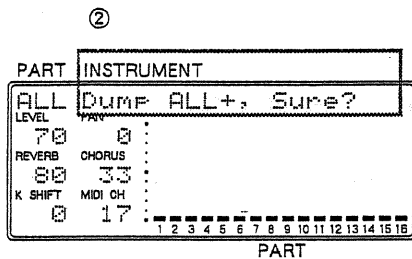 ②
PART INSTRUMENT
ALL Dump ALL+, Sure?
LEVEL PAN
70 0
REVERB CHORUS
80 33
K SHIFT MIDI CH
0 17
1 2 3 4 5 6 7 8 9 10 11 12 13 14 15 16
PART